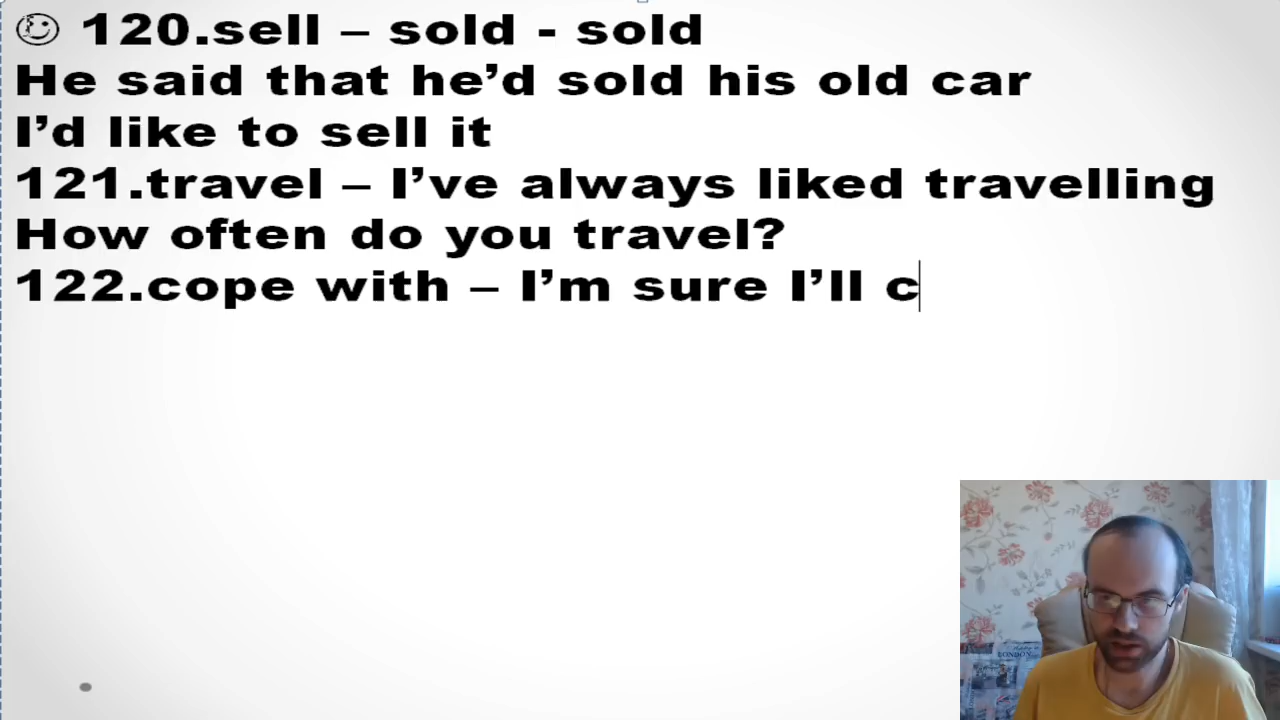 ☺ 120.sell – sold - sold
He said that he’d sold his old car
I’d like to sell it
121.travel – I’ve always liked travelling
How often do you travel?
122.cope with – I’m sure I’ll c
LONDON